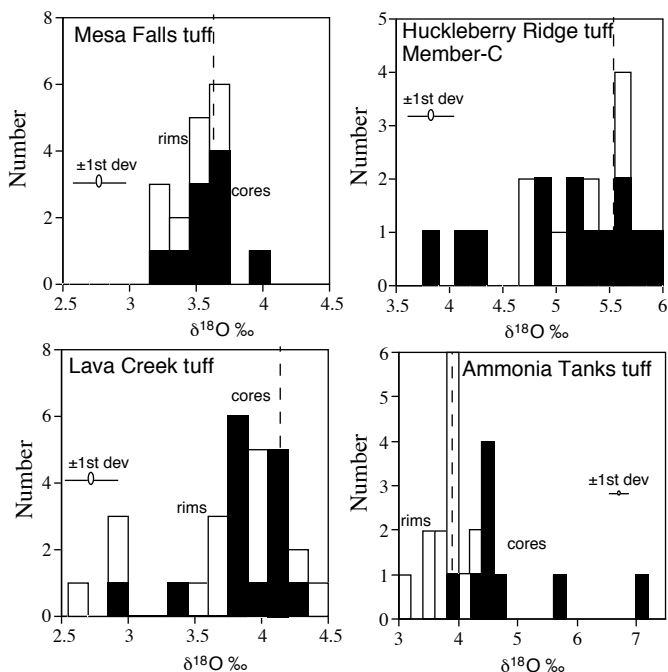 Mesa Falls tuff
8
6
4
2
0
Number
rims
cores
±1st dev
2.5 3 3.5 4 4.5
δ¹⁸O ‰
Huckleberry Ridge tuff
Member-C
5
4
3
2
1
0
Number
±1st dev
3.5 4 4.7 5 5.5 6
δ¹⁸O ‰
Lava Creek tuff
8
6
4
2
0
Number
cores
rims
±1st dev
2.5 3 3.5 4 4.5
δ¹⁸O ‰
Ammonia Tanks tuff
6
5
4
3
2
1
0
Number
rims
cores
±1st dev
3 4 5 6 7
δ¹⁸O ‰